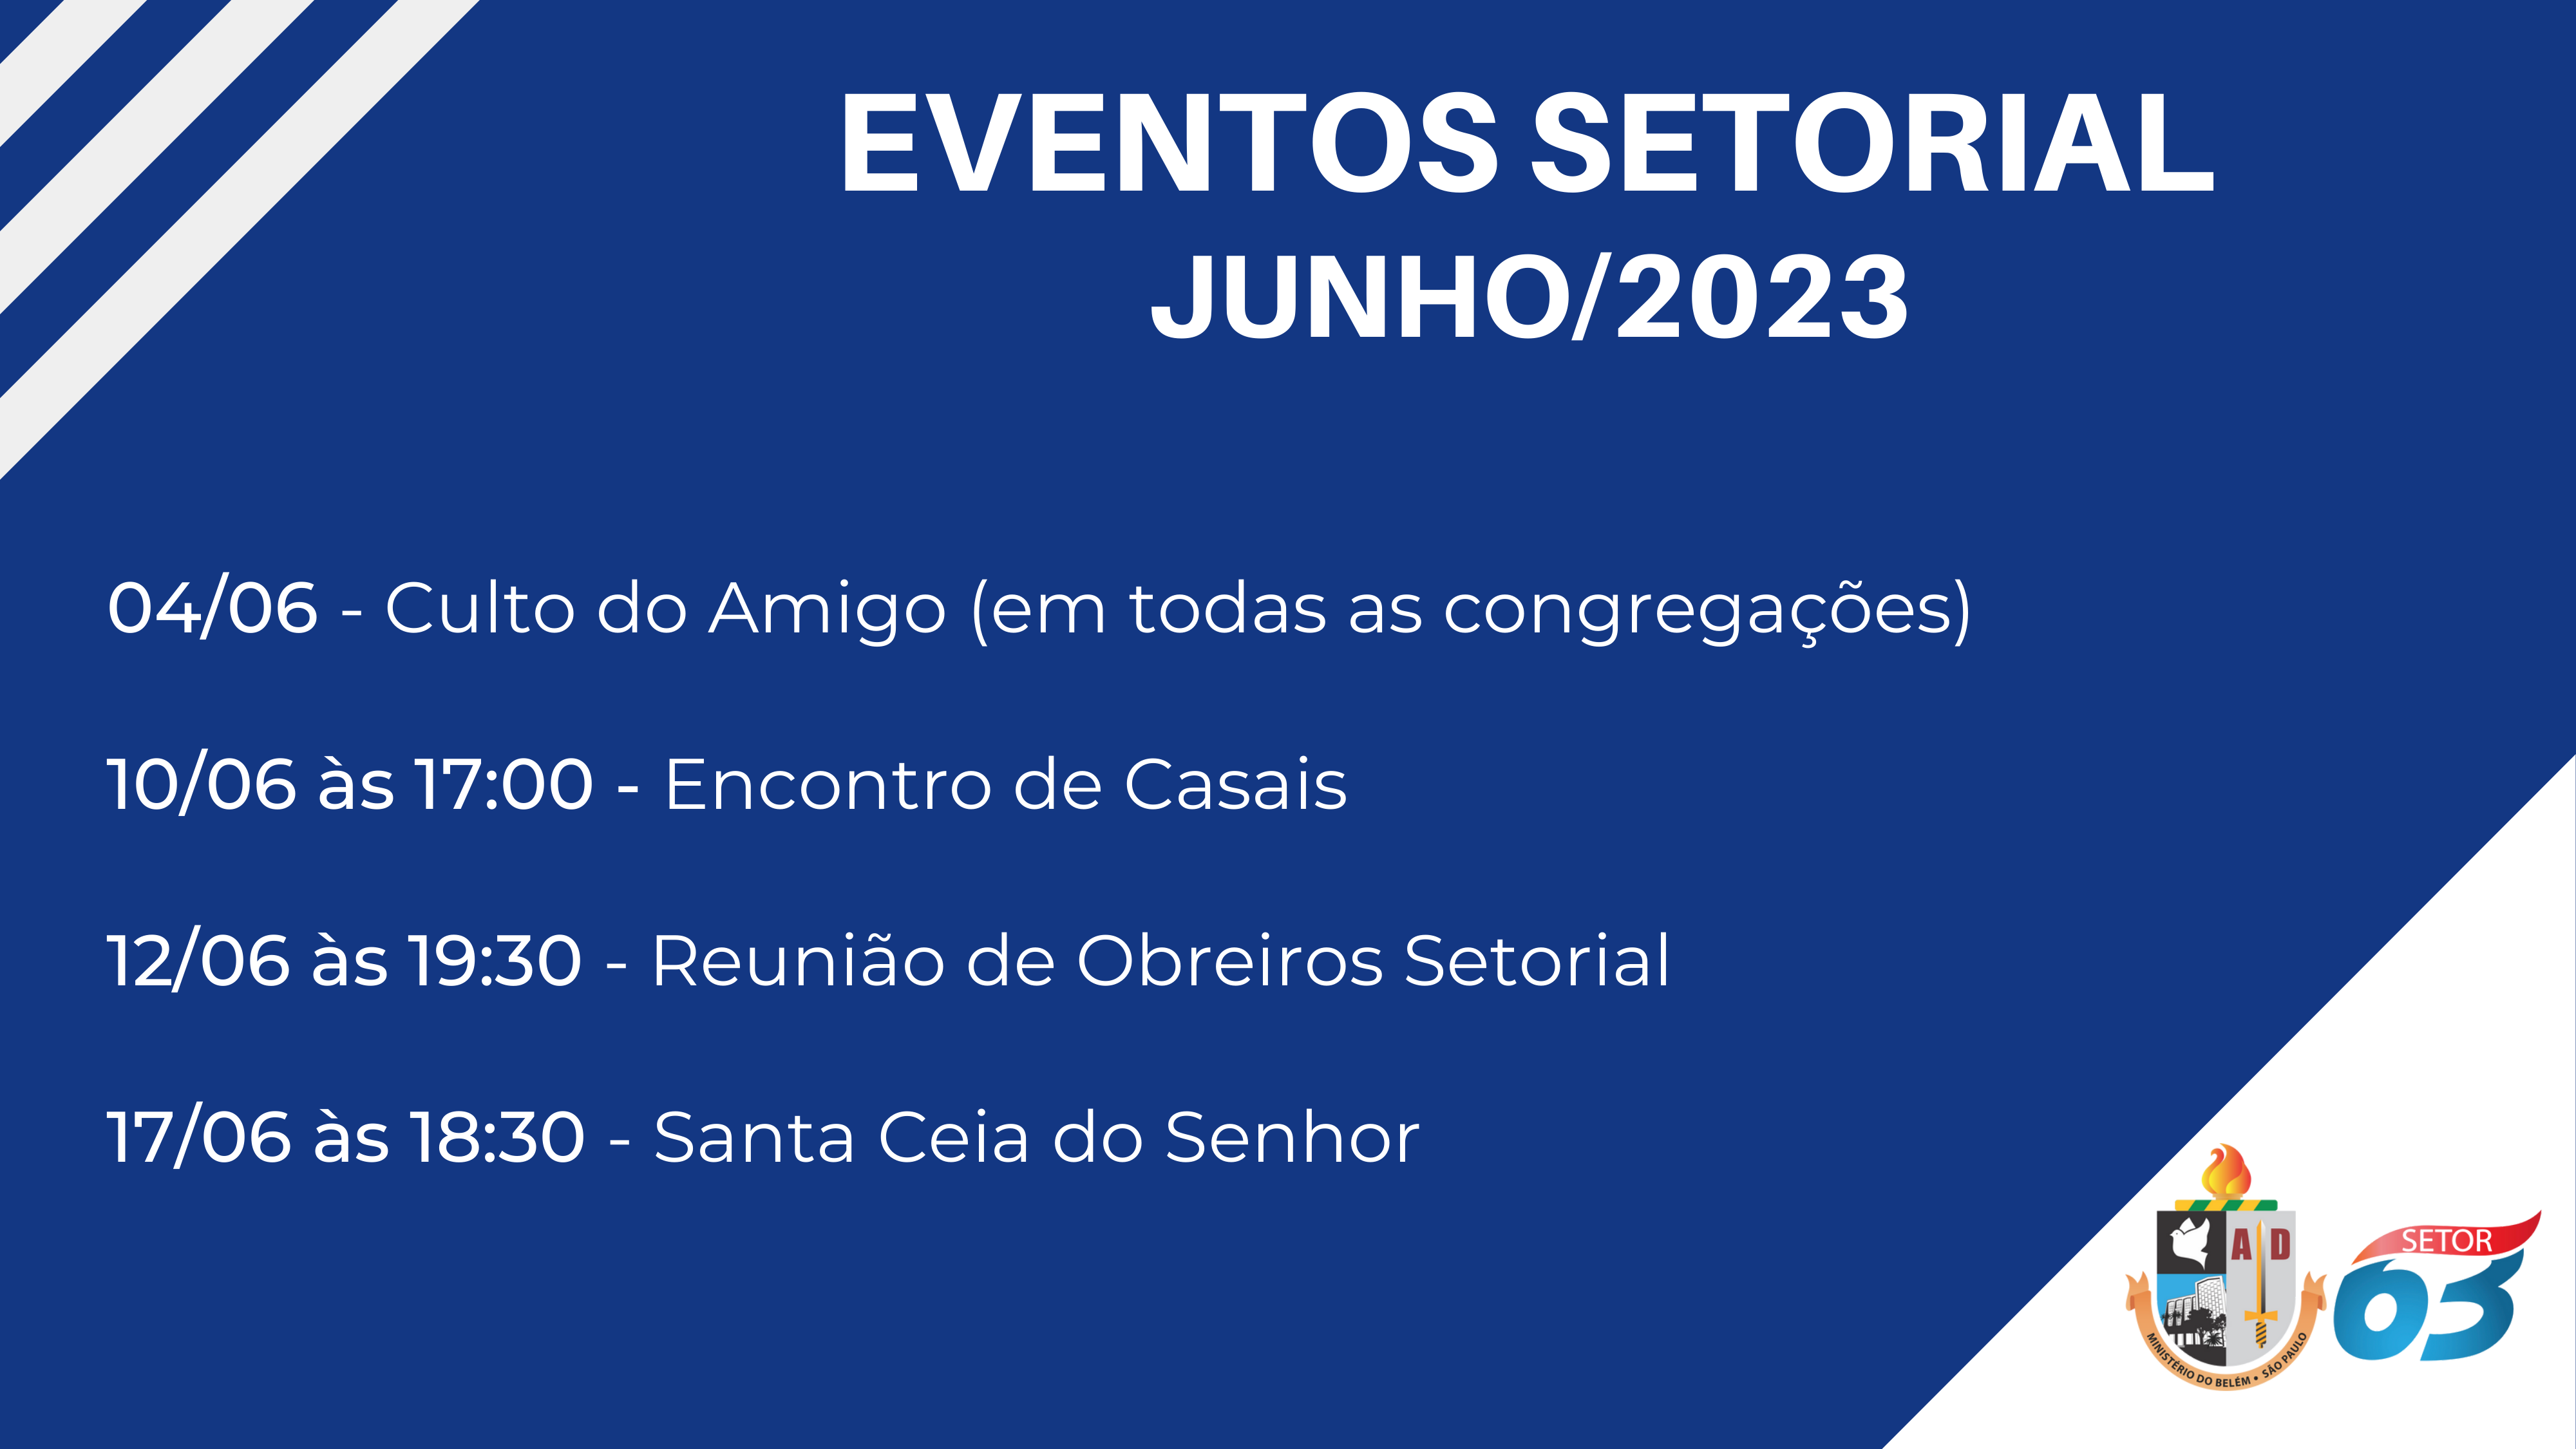 EVENTOS SETORIAL
JUNHO/2023
04/06 - Culto do Amigo (em todas as congregações)
10/06 às 17:00 - Encontro de Casais
12/06 às 19:30 - Reunião de Obreiros Setorial
17/06 às 18:30 - Santa Ceia do Senhor
A D
MINISTÉRIO DO BELÉM • SÃO PAULO
SETOR
03